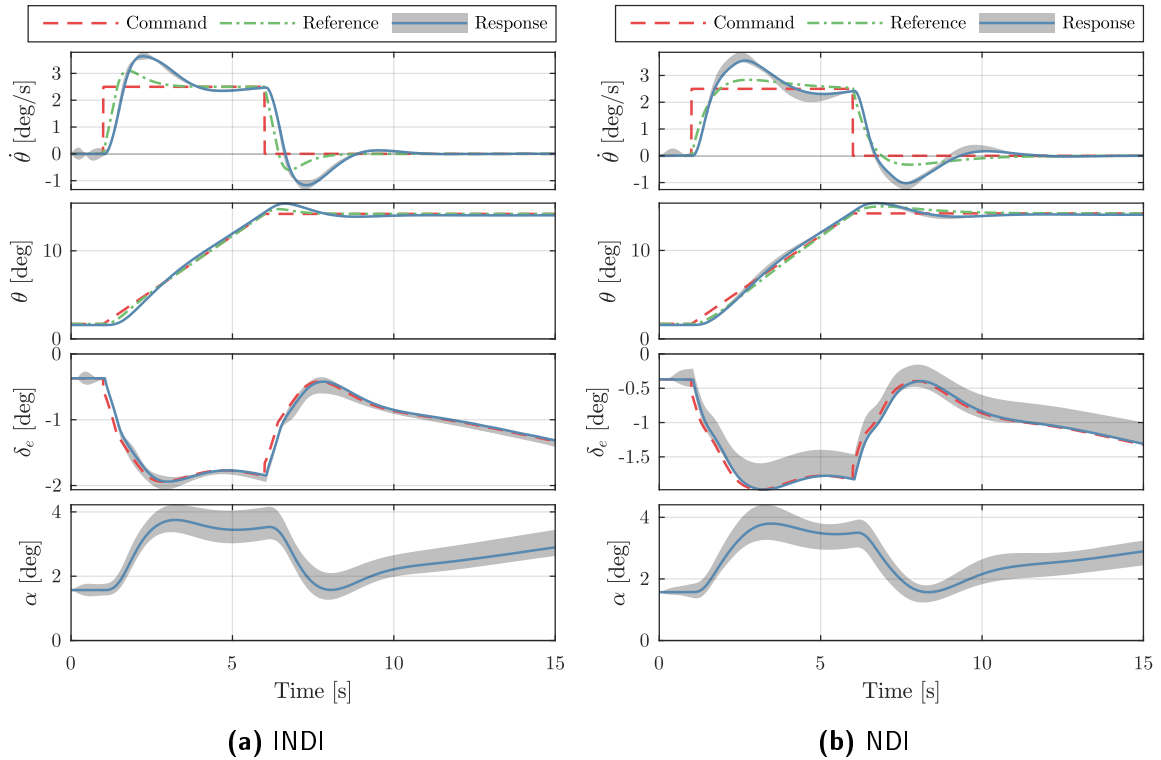 Command Reference Response
3
2
1
0
-1
θ̇ [deg/s]
10
0
θ [deg]
0
-1
-2
δe [deg]
4
2
0
α [deg]
0 5 10 15
Time [s]
(a) INDI
Command Reference Response
3
2
1
0
-1
θ̇ [deg/s]
10
0
θ [deg]
0
-0.5
-1
-1.5
δe [deg]
4
2
0
α [deg]
0 5 10 15
Time [s]
(b) NDI